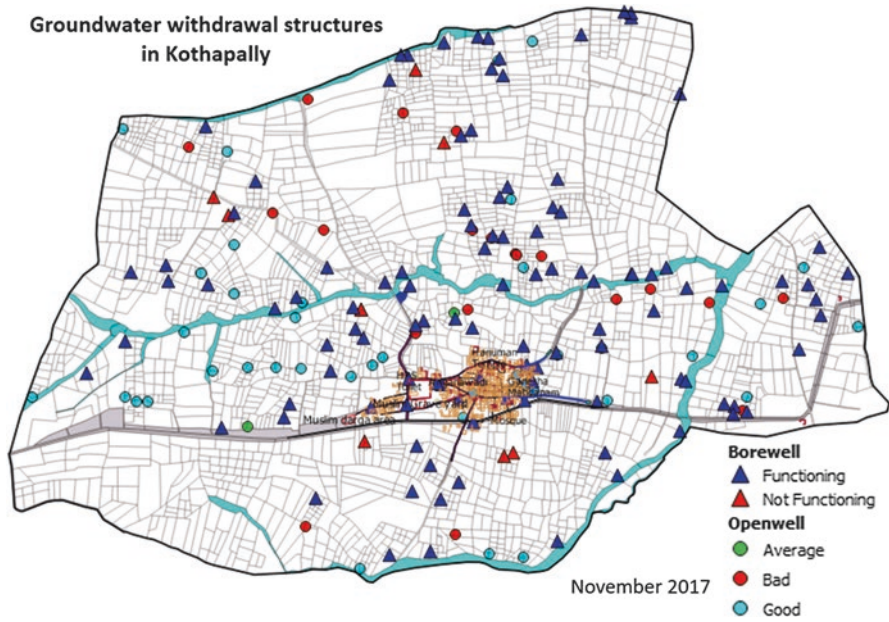 Groundwater withdrawal structures
in Kothapally
Hanuman
Mosque
Muslim darda area
Borewell
Functioning
Not Functioning
Openwell
Average
Bad
Good
November 2017